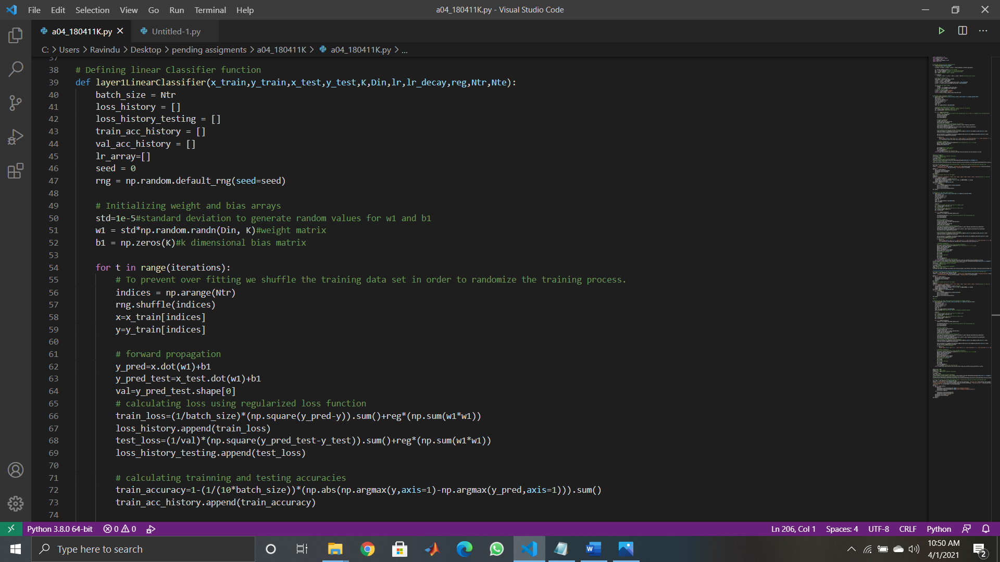 File Edit Selection View Go Run Terminal Help
a04_180411K.py - Visual Studio Code
a04_180411K.py
Untitled-1.py
C: > Users > Ravindu > Desktop > pending assigments > a04_180411K > a04_180411K.py > ...
37
38 # Defining linear Classifier function
39 def layer1LinearClassifier(x_train,y_train,x_test,y_test,K,Din,lr,lr_decay,reg,Ntr,Nte):
40 batch_size = Ntr
41 loss_history = []
42 loss_history_testing = []
43 train_acc_history = []
44 val_acc_history = []
45 lr_array=[]
46 seed = 0
47 rng = np.random.default_rng(seed=seed)
48
49 # Initializing weight and bias arrays
50 std=1e-5#standard deviation to generate random values for w1 and b1
51 w1 = std*np.random.randn(Din, K)#weight matrix
52 b1 = np.zeros(K)#k dimensional bias matrix
53
54 for t in range(iterations):
55 # To prevent over fitting we shuffle the training data set in order to randomize the training process.
56 indices = np.arange(Ntr)
57 rng.shuffle(indices)
58 x=x_train[indices]
59 y=y_train[indices]
60
61 # forward propagation
62 y_pred=x.dot(w1)+b1
63 y_pred_test=x_test.dot(w1)+b1
64 val=y_pred_test.shape[0]
65 # calculating loss using regularized loss function
66 train_loss=(1/batch_size)*(np.square(y_pred-y)).sum()+reg*(np.sum(w1*w1))
67 loss_history.append(train_loss)
68 test_loss=(1/val)*(np.square(y_pred_test-y_test)).sum()+reg*(np.sum(w1*w1))
69 loss_history_testing.append(test_loss)
70
71 # calculating trainning and testing accuracies
72 train_accuracy=1-(1/(10*batch_size))*(np.abs(np.argmax(y,axis=1)-np.argmax(y_pred,axis=1))).sum()
73 train_acc_history.append(train_accuracy)
74
Python 3.8.0 64-bit 0 0
Ln 206, Col 1 Spaces: 4 UTF-8 CRLF Python
Type here to search
10:50 AM
4/1/2021
2